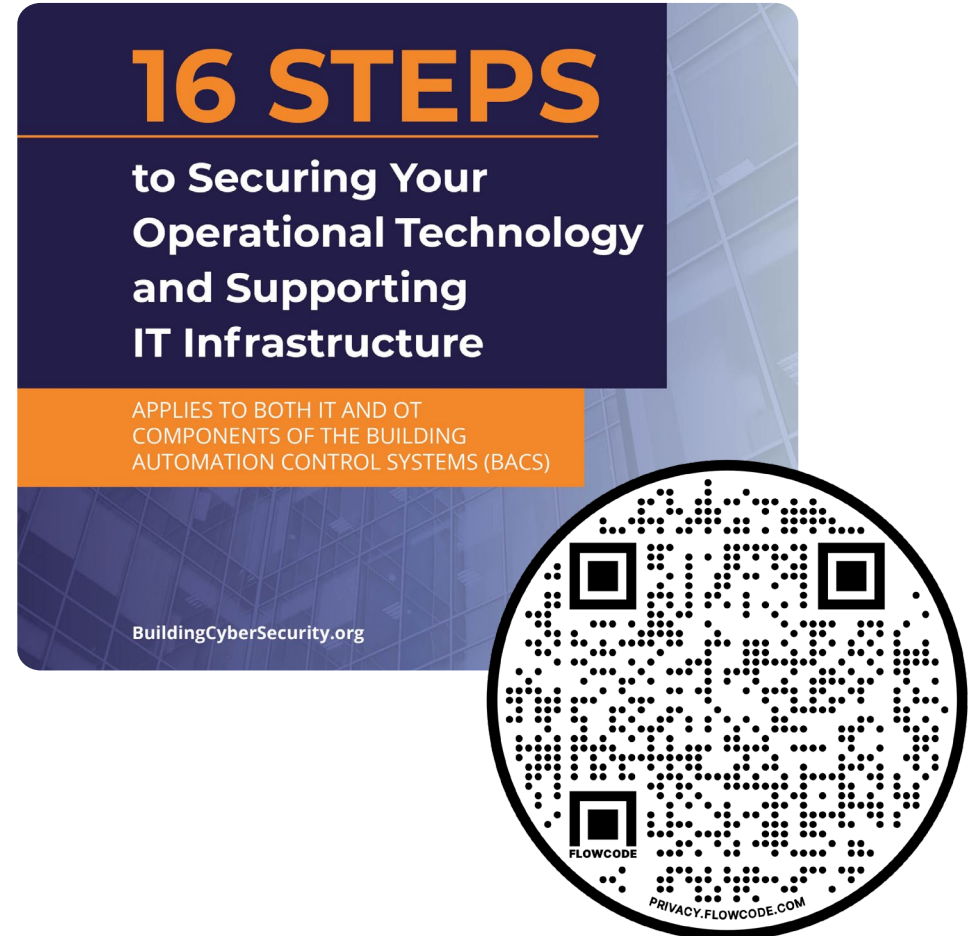 16 STEPS
to Securing Your
Operational Technology
and Supporting
IT Infrastructure
APPLIES TO BOTH IT AND OT
COMPONENTS OF THE BUILDING
AUTOMATION CONTROL SYSTEMS (BACS)
BuildingCyberSecurity.org
FLOWCODE
PRIVACY.FLOWCODE.COM